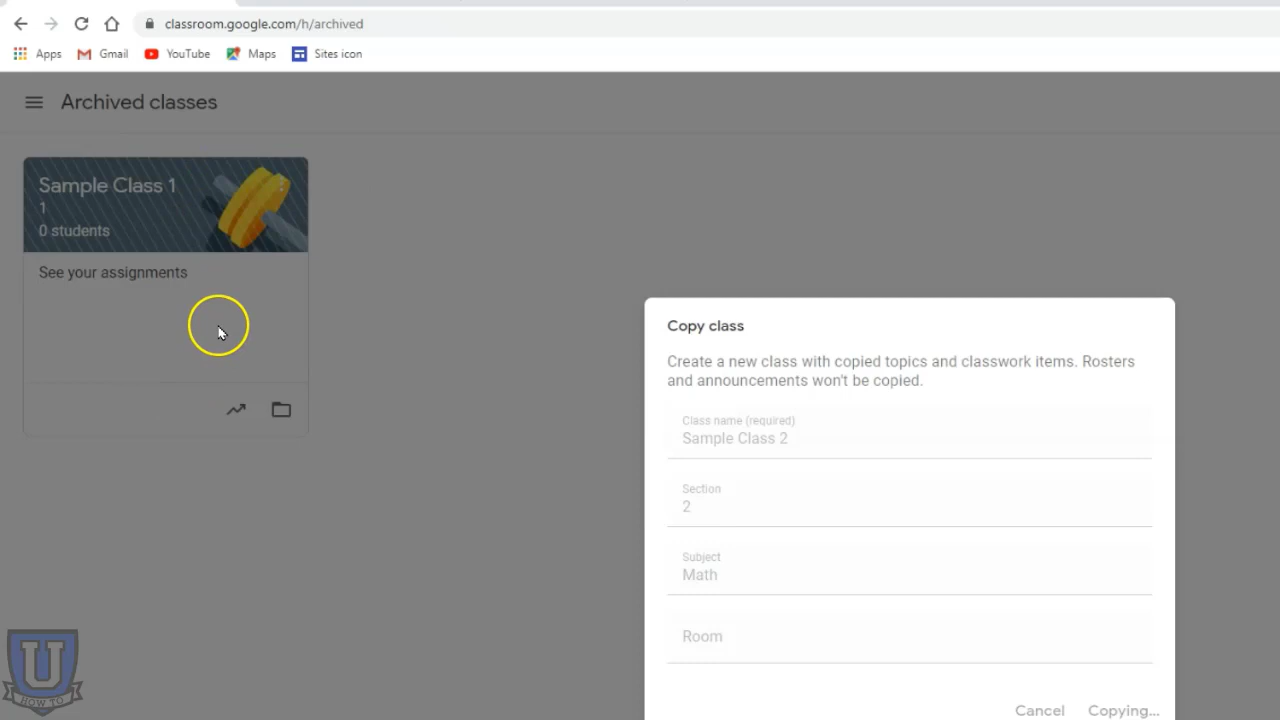 classroom.google.com/h/archived
Apps Gmail YouTube Maps Sites icon
Archived classes
Sample Class 1
1
0 students
See your assignments
Copy class
Create a new class with copied topics and classwork items. Rosters
and announcements won't be copied.
Class name (required)
Sample Class 2
Section
2
Subject
Math
Room
Cancel Copying...
U
HOW TO